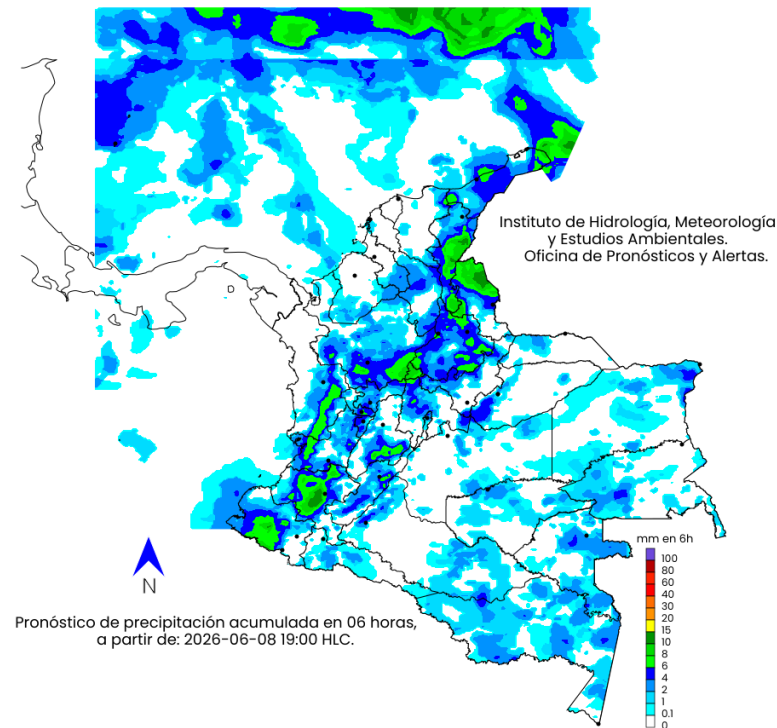 Instituto de Hidrología, Meteorología
y Estudios Ambientales.
Oficina de Pronósticos y Alertas.
mm en 6h
100
80
60
40
30
20
15
10
8
6
4
2
1
0.1
0
N
Pronóstico de precipitación acumulada en 06 horas,
a partir de: 2026-06-08 19:00 HLC.